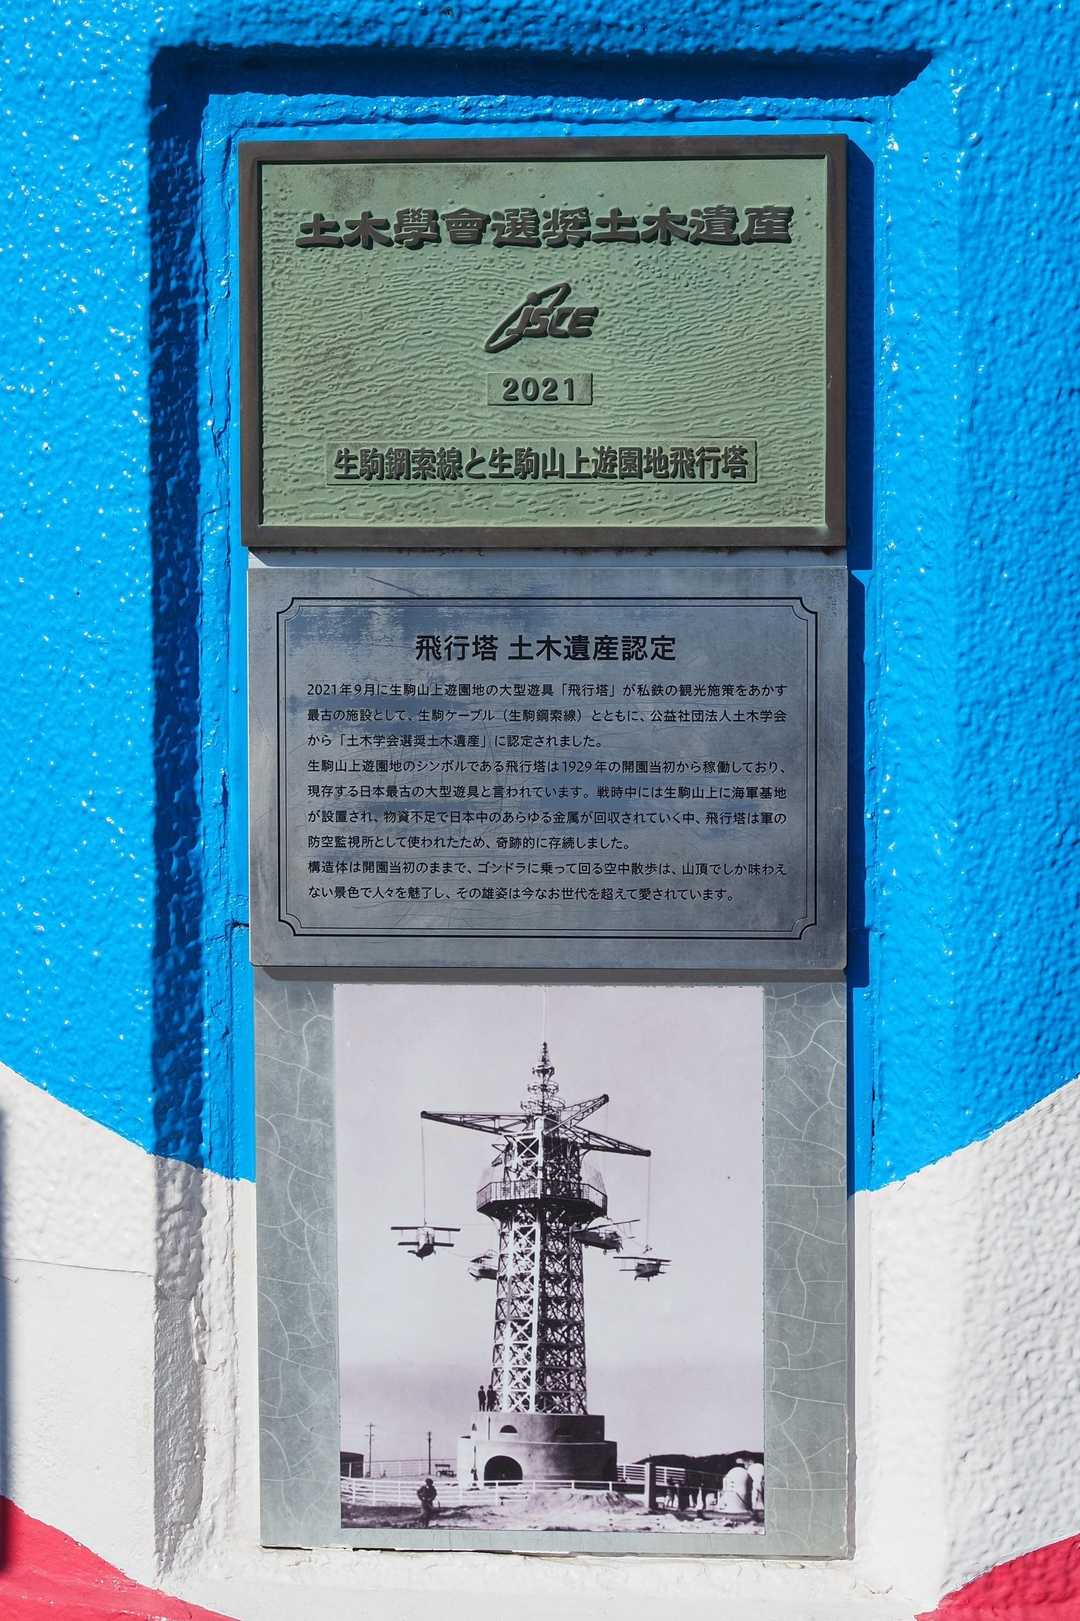 土木學會選奨土木遺産
JSCE
2021
生駒鋼索線と生駒山上遊園地飛行塔
飛行塔 土木遺産認定
2021年9月に生駒山上遊園地の大型遊具「飛行塔」が私鉄の観光施策をあかす
最古の施設として、生駒ケーブル（生駒鋼索線）とともに、公益社団法人土木学会
から「土木学会選奨土木遺産」に認定されました。
生駒山上遊園地のシンボルである飛行塔は1929年の開園当初から稼働しており、
現存する日本最古の大型遊具と言われています。戦時中には生駒山上に海軍基地
が設置され、物資不足で日本中のあらゆる金属が回収されていく中、飛行塔は軍の
防空監視所として使われたため、奇跡的に存続しました。
構造体は開園当初のままで、ゴンドラに乗って回る空中散歩は、山頂でしか味わえ
ない景色で人々を魅了し、その雄姿は今なお世代を超えて愛されています。